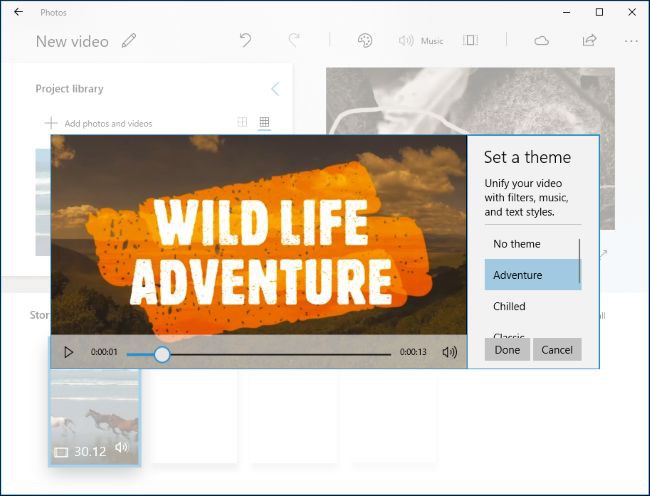 Photos
New video
Music
Project library
Add photos and videos
Set a theme
Unify your video
with filters, music,
and text styles.
WILD LIFE
ADVENTURE
No theme
Adventure
Chilled
Classic
0:00:01
0:00:13
Done
Cancel
Stor
all
30.12